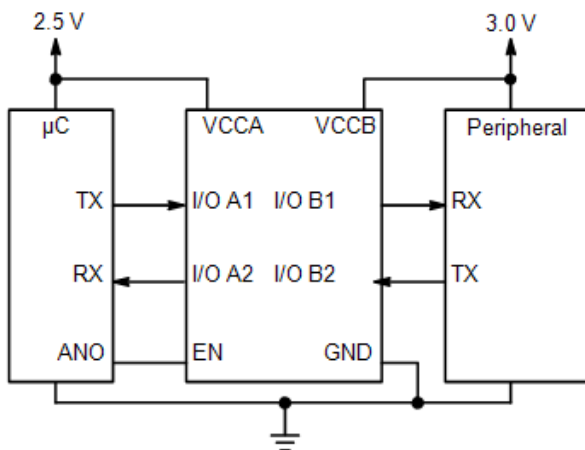 2.5 V 3.0 V
µC VCCA VCCB Peripheral
TX I/O A1 I/O B1 RX
RX I/O A2 I/O B2 TX
ANO EN GND